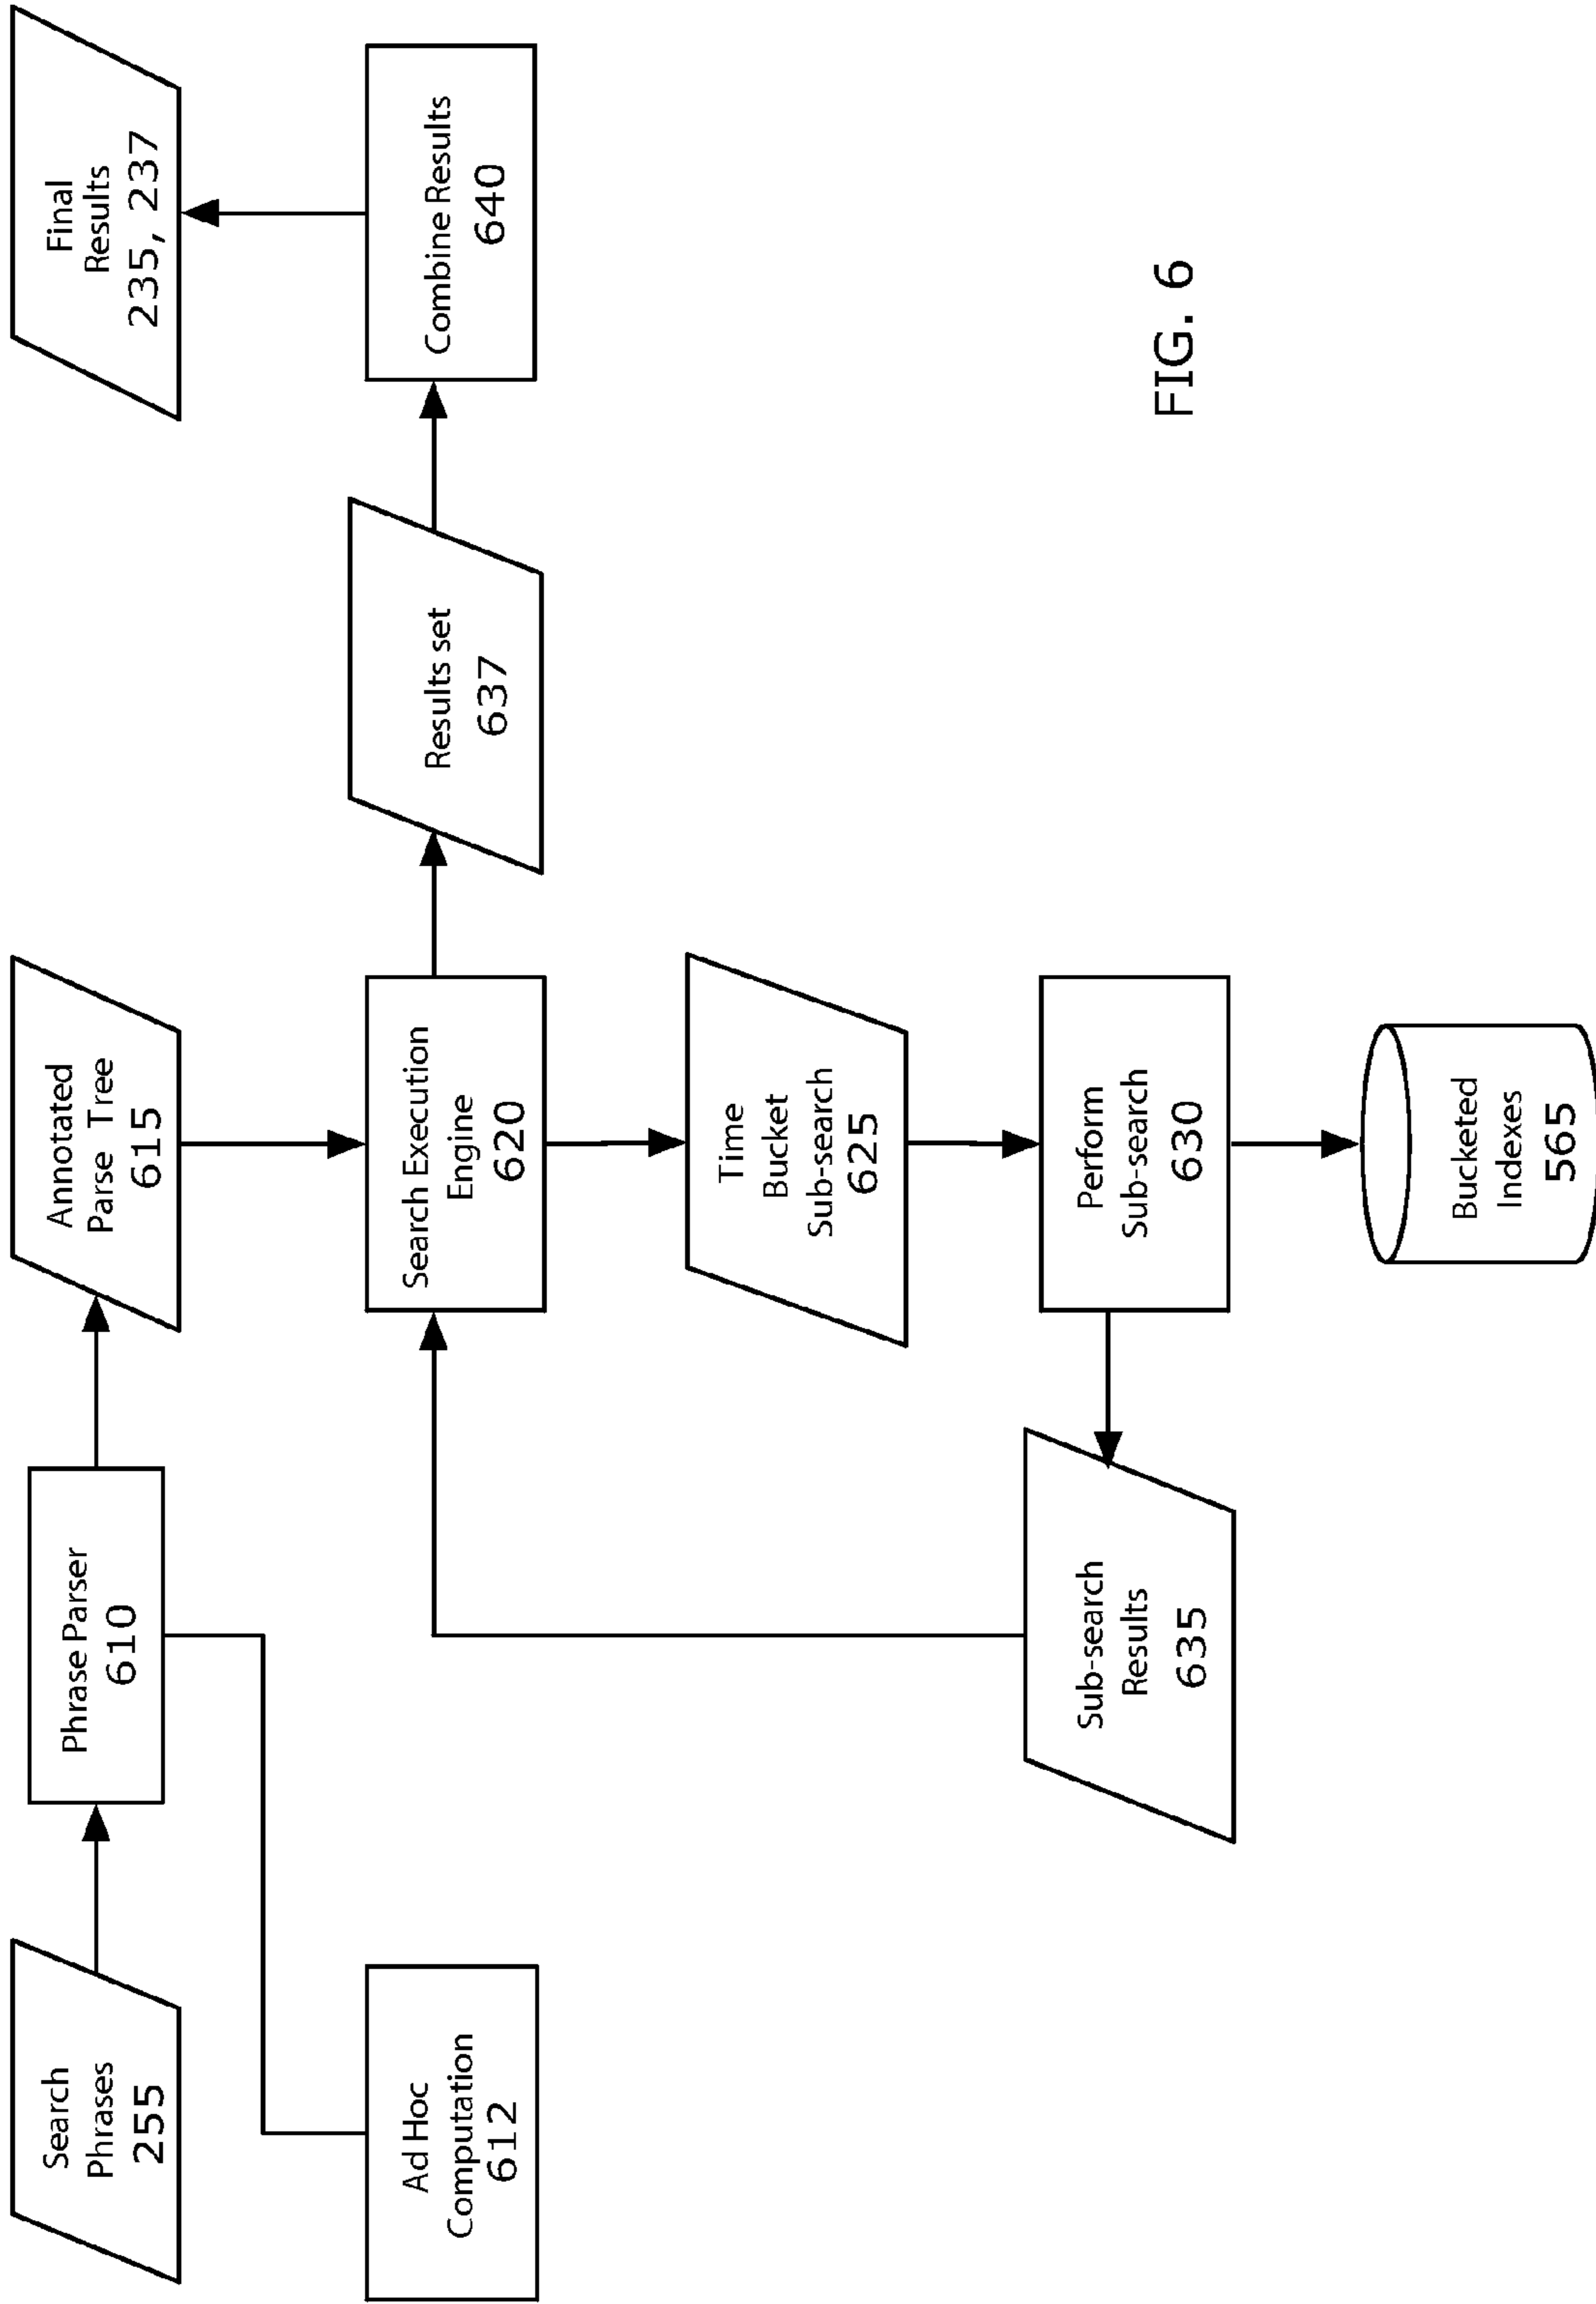 Search
Phrases
255
Phrase Parser
610
Annotated
Parse Tree
615
Final
Results
235, 237
Ad Hoc
Computation
612
Search Execution
Engine
620
Results set
637
Combine Results
640
Time
Bucket
Sub-search
625
Sub-search
Results
635
Perform
Sub-search
630
Bucketed
Indexes
565
FIG. 6